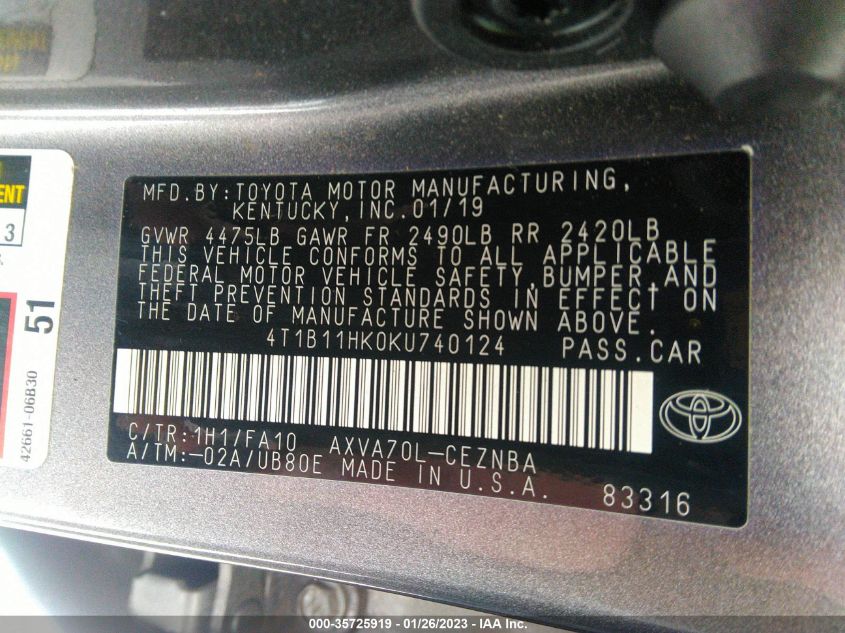 MFD.BY:TOYOTA MOTOR MANUFACTURING,
KENTUCKY,INC.01/19
GVWR 4475LB GAWR FR 2490LB RR 2420LB
THIS VEHICLE CONFORMS TO ALL APPLICABLE
FEDERAL MOTOR VEHICLE SAFETY,BUMPER,AND
THEFT PREVENTION STANDARDS IN EFFECT ON
THE DATE OF MANUFACTURE SHOWN ABOVE.
4T1B11HK0KU740124 PASS.CAR
C/TR:1H1/FA10 AXVA70L-CEZNBA
A/TM:-02A/UB80E MADE IN U.S.A.
83316
3
51
42661-06B30
000-35725919 - 01/26/2023 - IAA Inc.